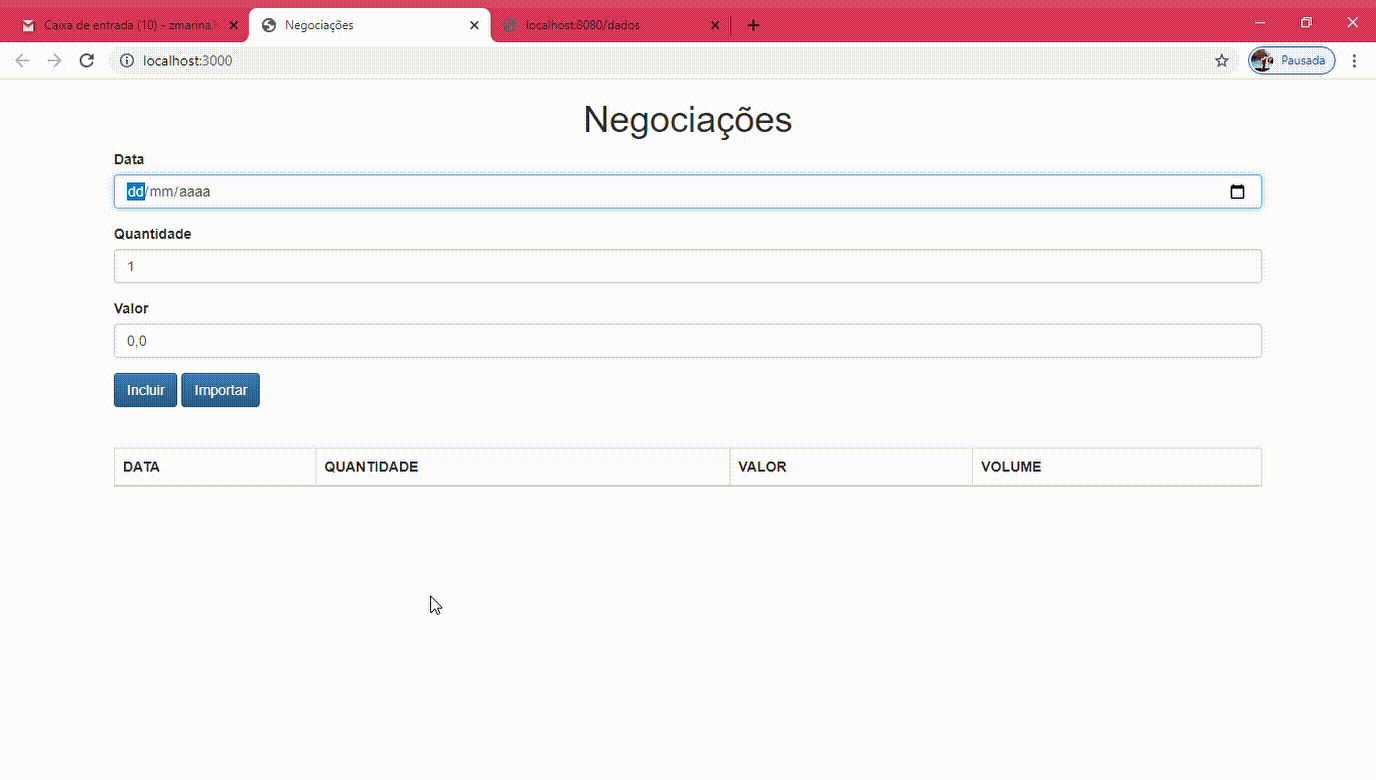 Caixa de entrada (10) - zmarina.
Negociações
localhost:8080/dados
localhost:3000
Pausada
Negociações
Data
dd/mm/aaaa
Quantidade
1
Valor
0,0
Incluir Importar
DATA QUANTIDADE VALOR VOLUME